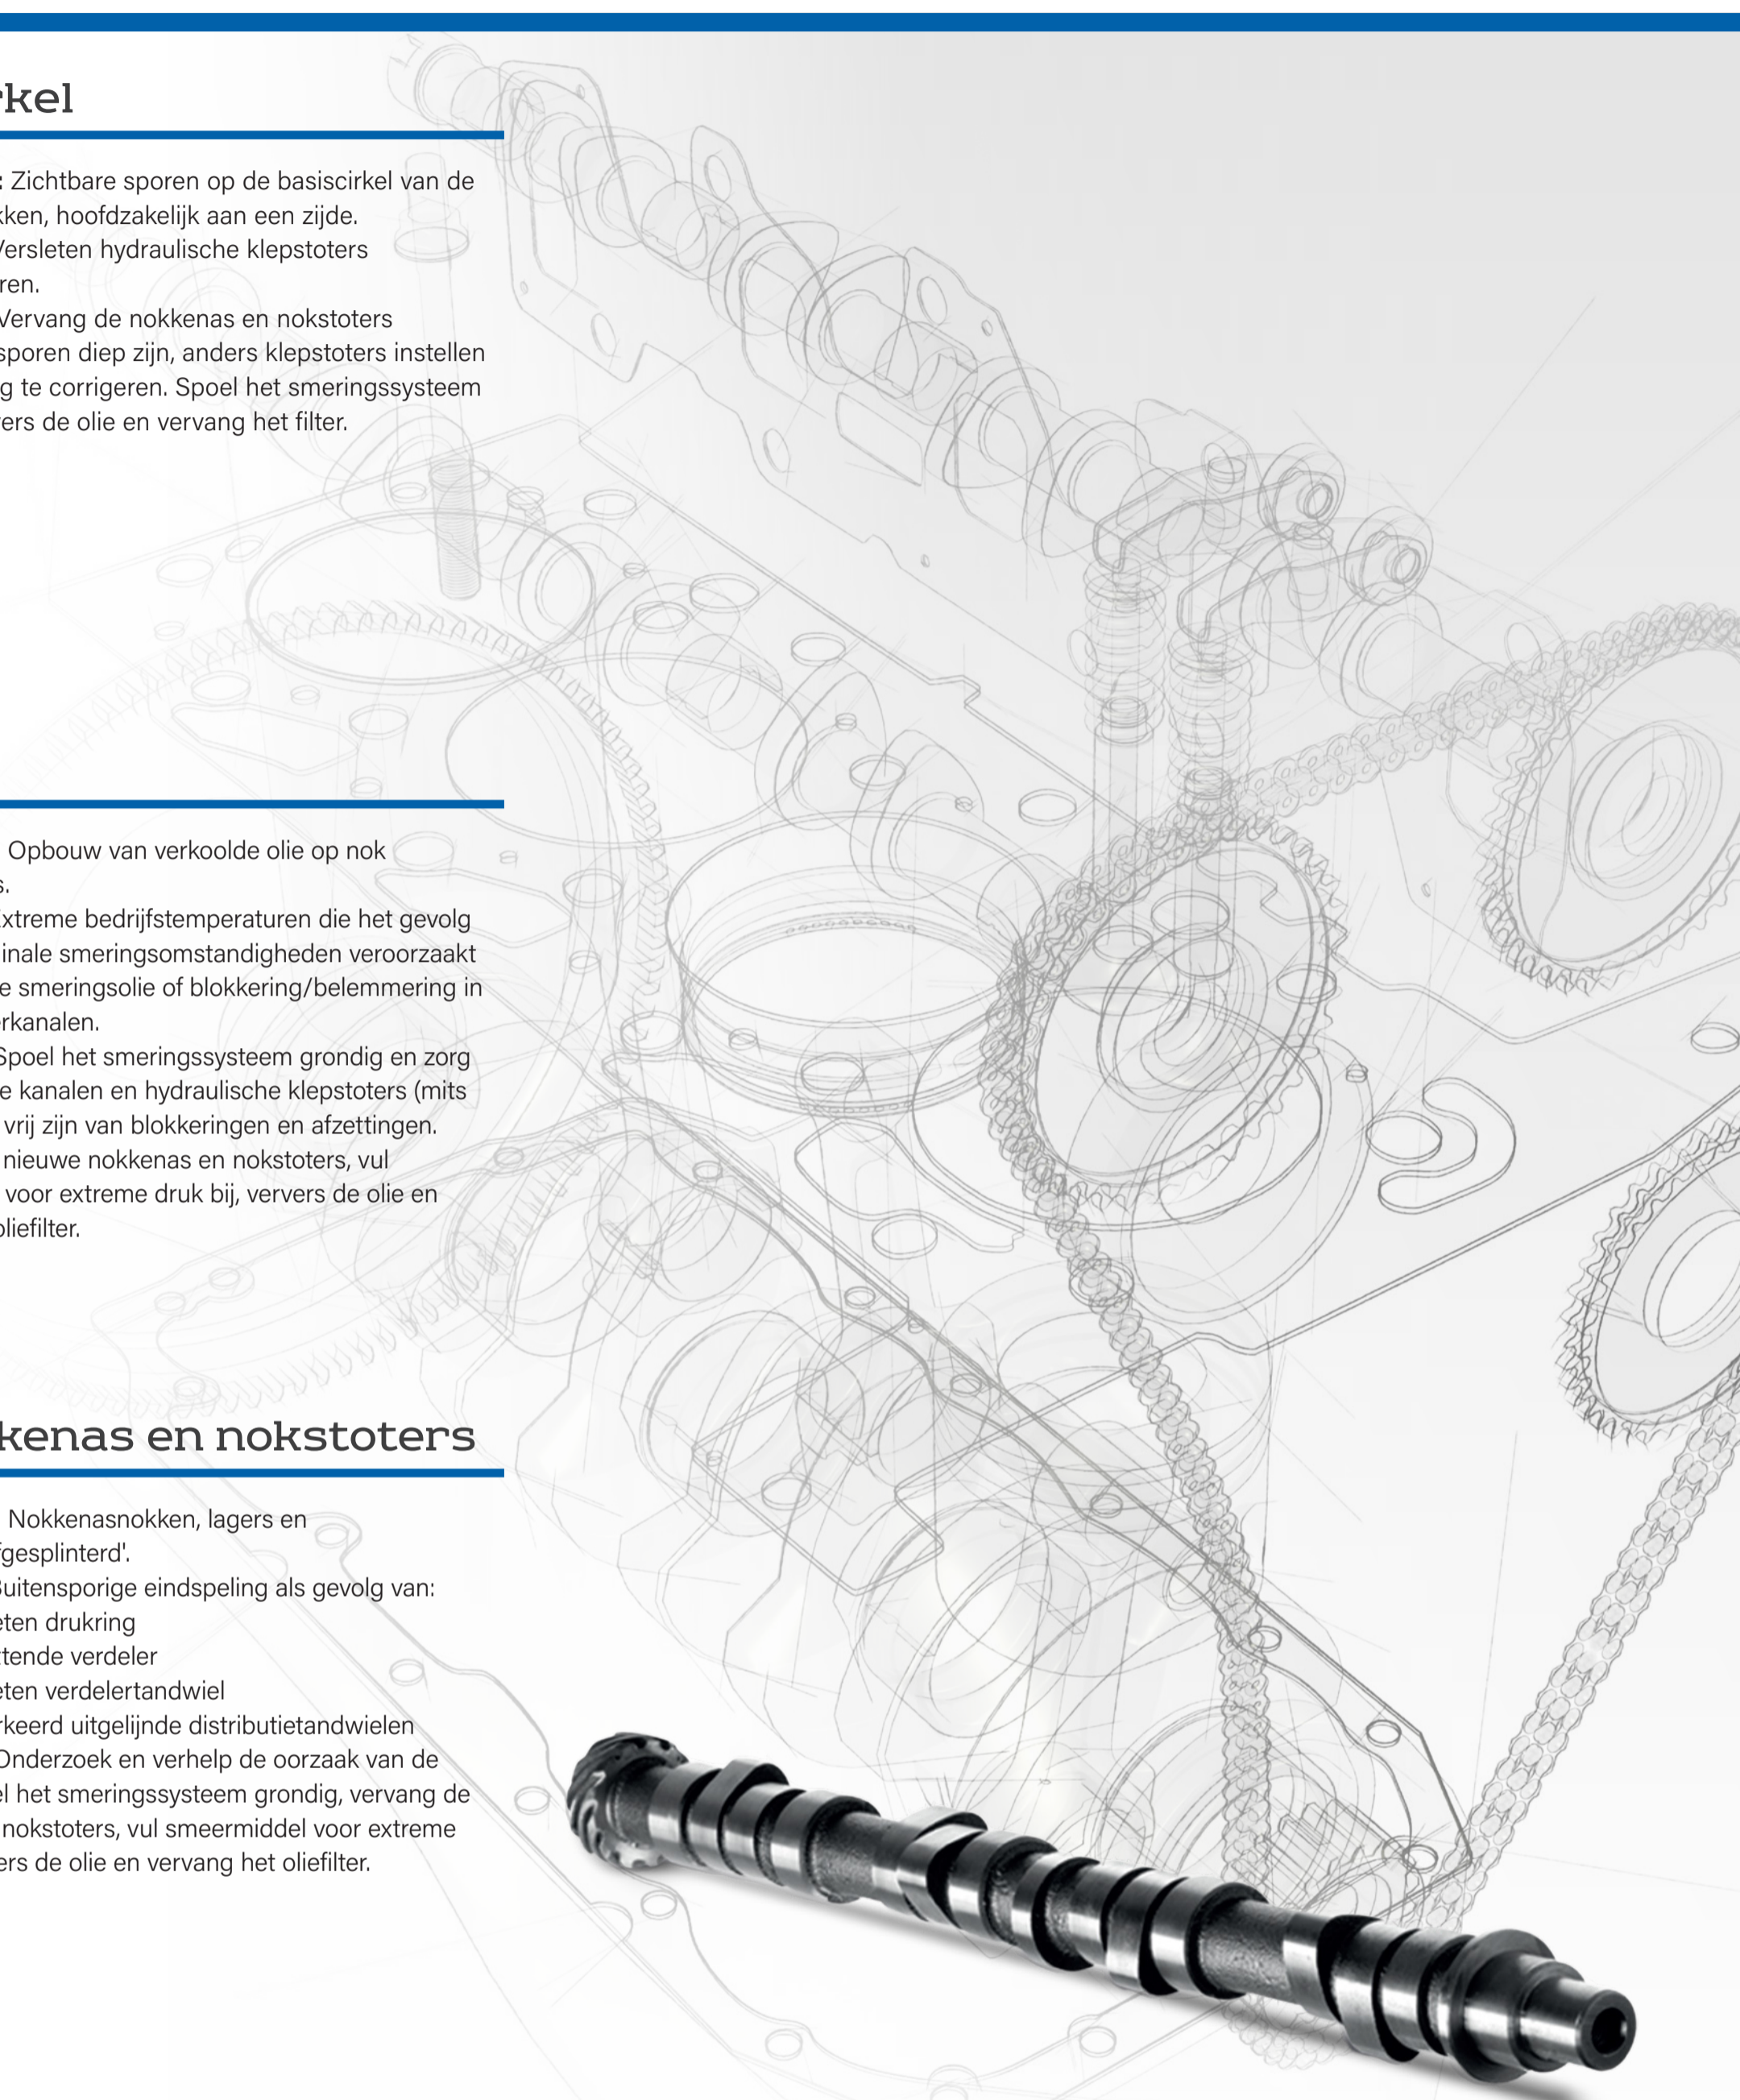 rkel
: Zichtbare sporen op de basiscirkel van de
kken, hoofdzakelijk aan een zijde.
Versleten hydraulische klepstoters
ren.
Vervang de nokkenas en nokstoters
sporen diep zijn, anders klepstoters instellen
g te corrigeren. Spoel het smeringssysteem
vers de olie en vervang het filter.
Opbouw van verkoolde olie op nok
s.
Extreme bedrijfstemperaturen die het gevolg
inale smeringsomstandigheden veroorzaakt
e smeringsolie of blokkering/belemmering in
rkanalen.
Spoel het smeringssysteem grondig en zorg
e kanalen en hydraulische klepstoters (mits
vrij zijn van blokkeringen en afzettingen.
nieuwe nokkenas en nokstoters, vul
voor extreme druk bij, ververs de olie en
oliefilter.
kenas en nokstoters
Nokkenasnokken, lagers en
fgesplinterd'.
Buitensporige eindspeling als gevolg van:
eten drukring
ttende verdeler
eten verdelertandwiel
rkeerd uitgelijnde distributietandwielen
Onderzoek en verhelp de oorzaak van de
el het smeringssysteem grondig, vervang de
nokstoters, vul smeermiddel voor extreme
ers de olie en vervang het oliefilter.